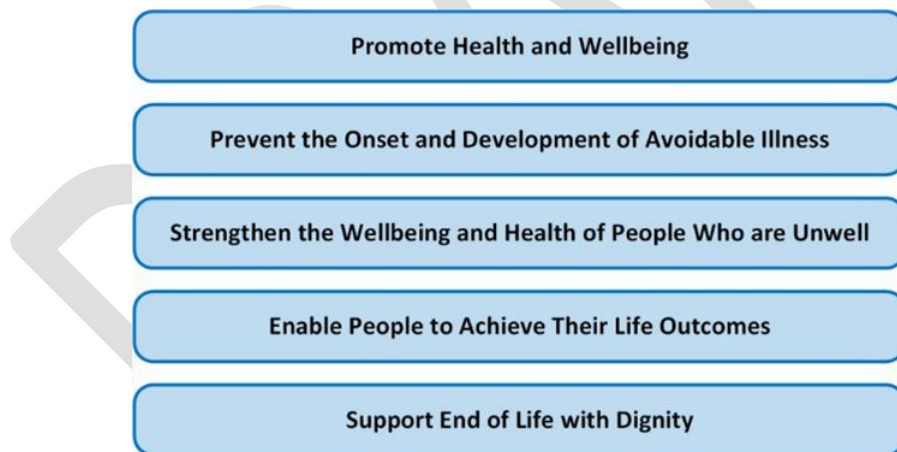 Promote Health and Wellbeing
Prevent the Onset and Development of Avoidable Illness
Strengthen the Wellbeing and Health of People Who are Unwell
Enable People to Achieve Their Life Outcomes
Support End of Life with Dignity